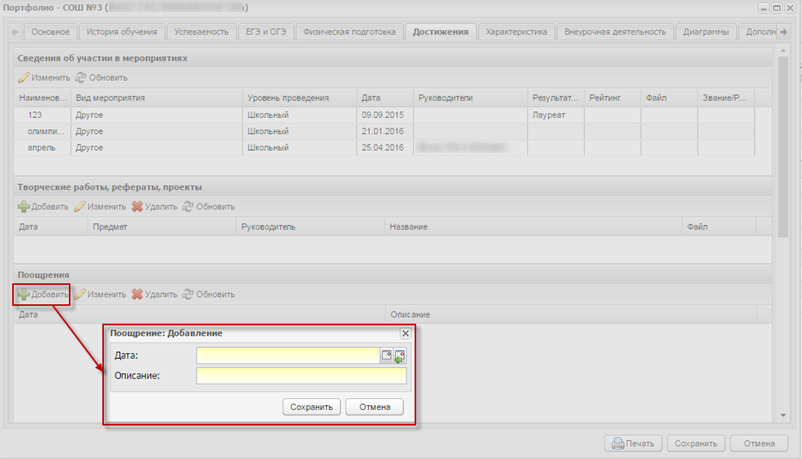 Портфолио - СОШ №3 (
Основное История обучения Успеваемость ЕГЭ и ОГЭ Физическая подготовка Достижения Характеристика Внеурочная деятельность Диаграммы Дополн
Сведения об участии в мероприятиях
Изменить Обновить
Наименов... Вид мероприятия Уровень проведения Дата Руководители Результат... Рейтинг Файл Звание/Р...
123 Другое Школьный 09.09.2015 Лауреат
олимпи... Другое Школьный 21.01.2016
апрель Другое Школьный 25.04.2016
Творческие работы, рефераты, проекты
Добавить Изменить Удалить Обновить
Дата Предмет Руководитель Название Файл
Поощрения
Добавить Изменить Удалить Обновить
Дата Описание
Поощрение: Добавление
Дата:
Описание:
Сохранить Отмена
Печать Сохранить Отмена